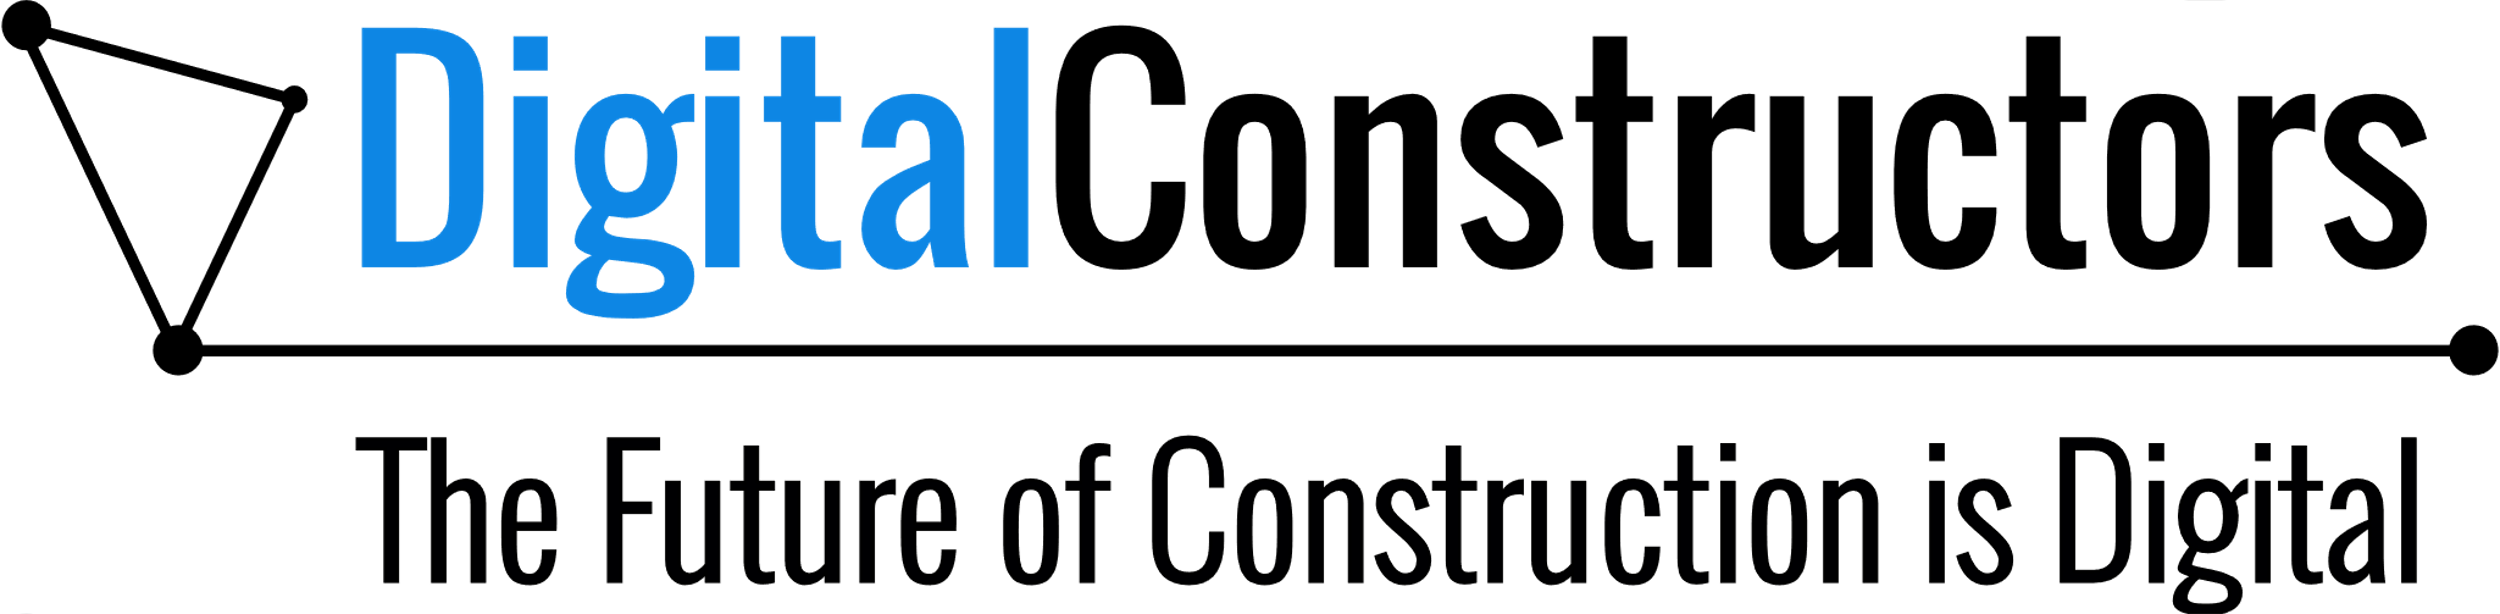 DigitalConstructors
The Future of Construction is Digital